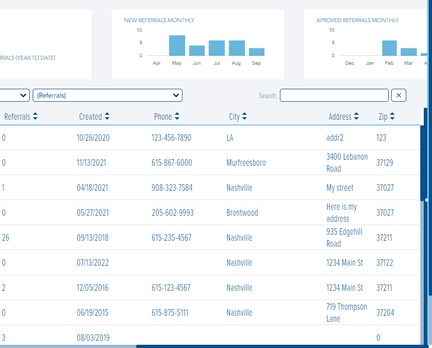 NEW REFERRALS MONTHLY
10
5
0
Apr May Jun Jul Aug Sep
APROVED REFERRALS MONTHLY
10
5
0
Dec Jan Feb Mar A
RRALS (YEAR TO DATE)
(Referrals) Search: ×
Referrals Created Phone City Address Zip
0 10/26/2020 123-456-7890 LA addr2 123
0 11/13/2021 615-867-6000 Murfreesboro 3400 Lebanon Road 37129
1 04/18/2021 908-323-7584 Nashville My street 37027
0 05/27/2021 205-602-9993 Brentwood Here is my address 37027
26 09/13/2018 615-235-4567 Nashville 935 Edgehill Road 37211
0 07/13/2022 Nashville 1234 Main St 37122
2 12/05/2016 615-123-4567 Nashville 1234 Main St 37211
0 06/19/2015 615-875-5111 Nashville 719 Thompson Lane 37204
3 08/03/2019 0